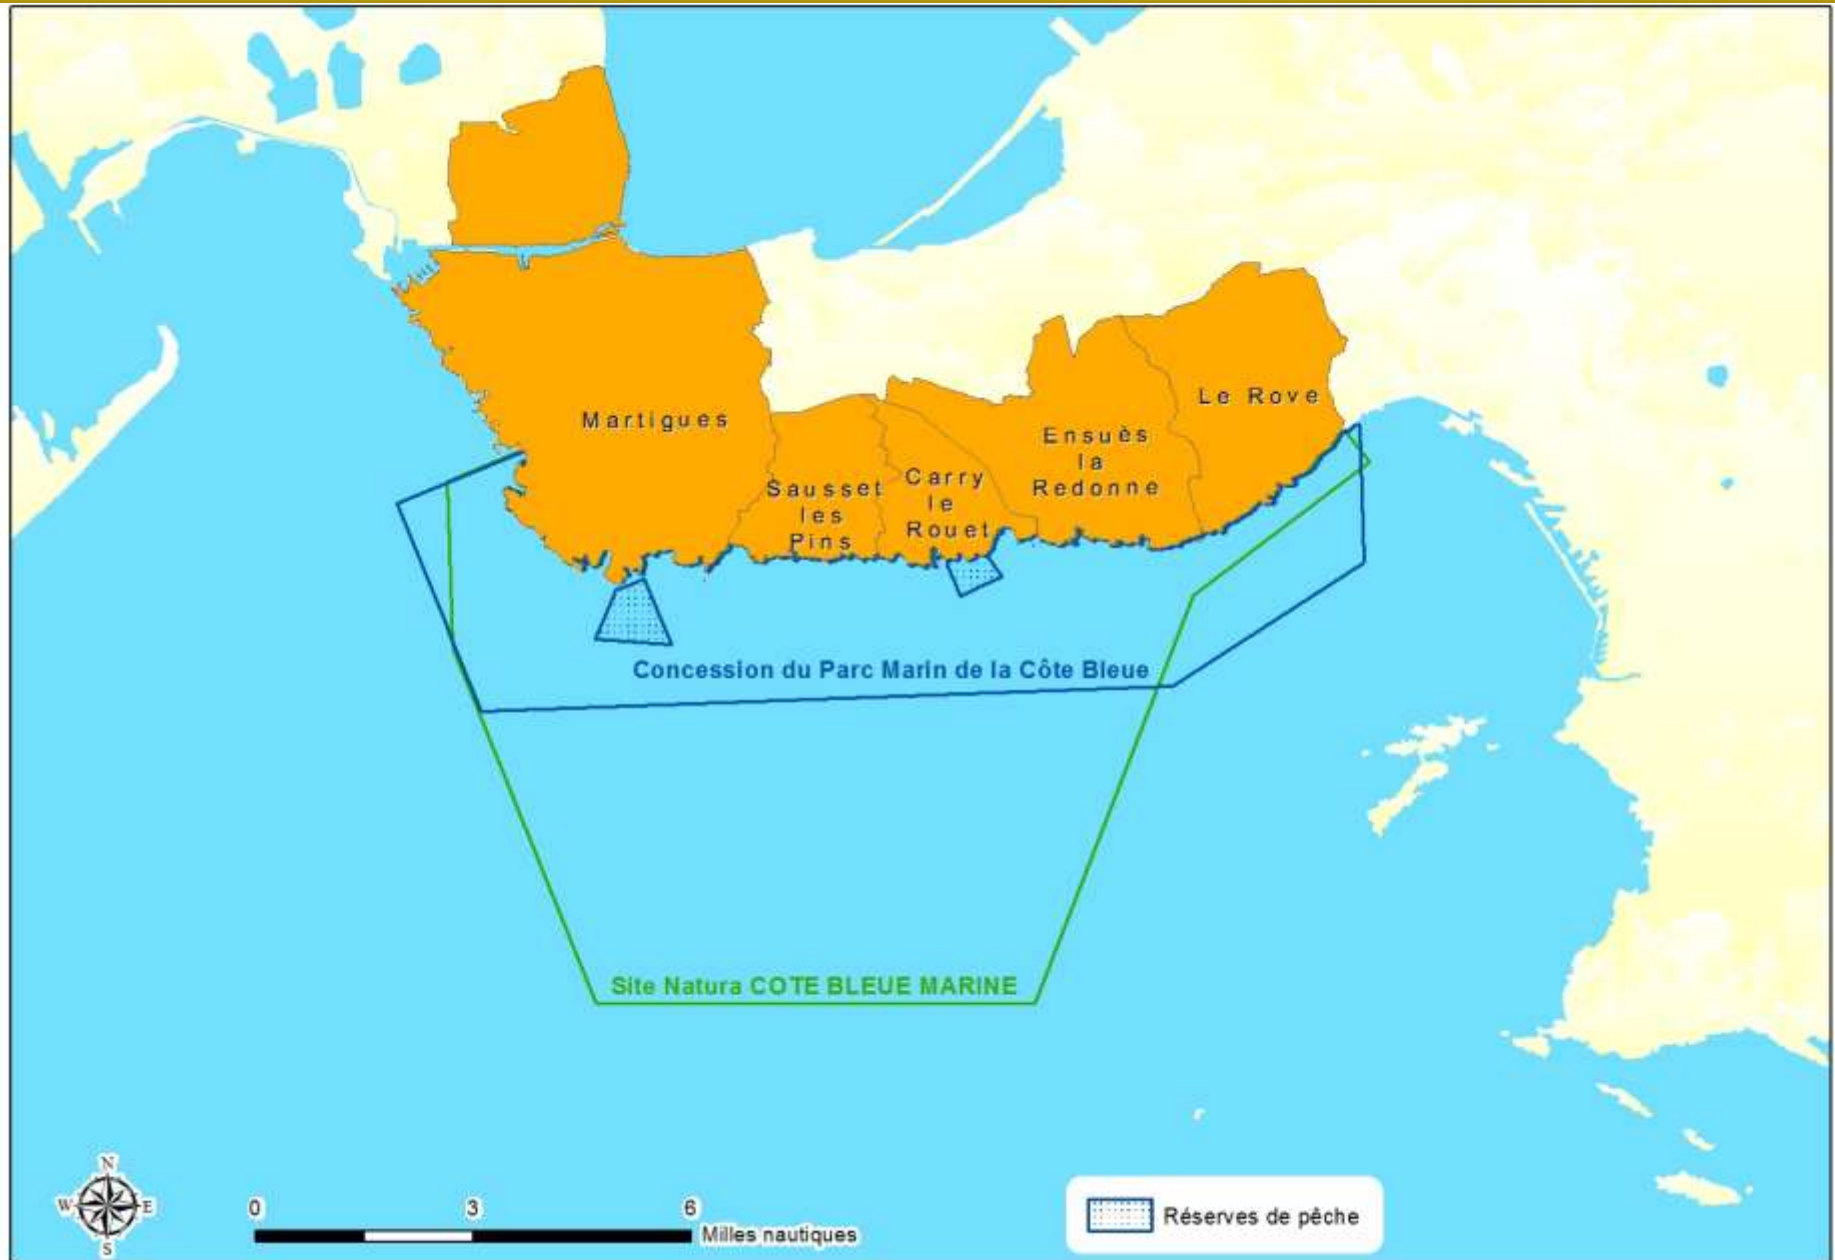 Martigues
Le Rove
Ensuès
la
Redonne
Carry
le
Rouet
Sausset
les
Pins
Concession du Parc Marin de la Côte Bleue
Site Natura COTE BLEUE MARINE
N
W E
S
0 3 6
Milles nautiques
Réserves de pêche